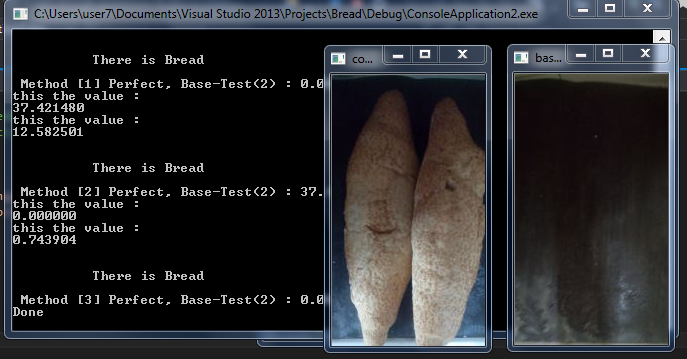 C:\Users\user7\Documents\Visual Studio 2013\Projects\Bread\Debug\ConsoleApplication2.exe
There is Bread
Method [1] Perfect, Base-Test(2) : 0.0
this the value :
37.421480
this the value :
12.582501
There is Bread
Method [2] Perfect, Base-Test(2) : 37.
this the value :
0.000000
this the value :
0.743904
There is Bread
Method [3] Perfect, Base-Test(2) : 0.0
Done
co...
bas...